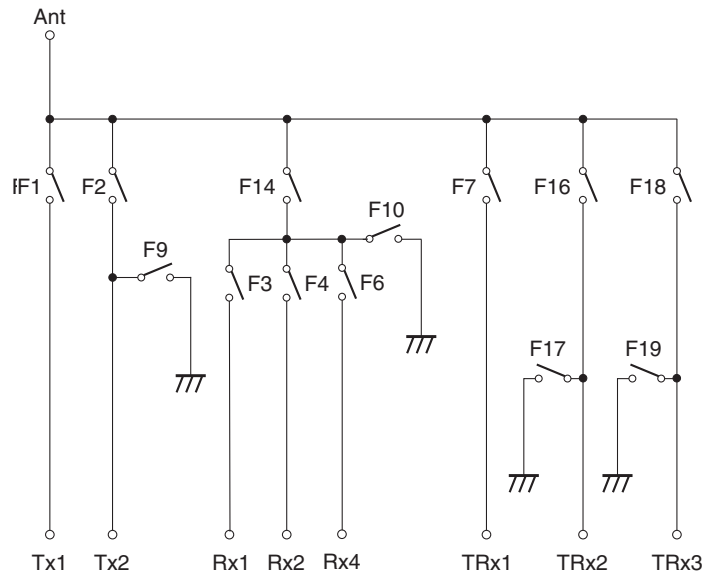 Ant
F1 F2 F14 F7 F16 F18
F10
F9
F3 F4 F6
F17 F19
Tx1 Tx2 Rx1 Rx2 Rx4 TRx1 TRx2 TRx3